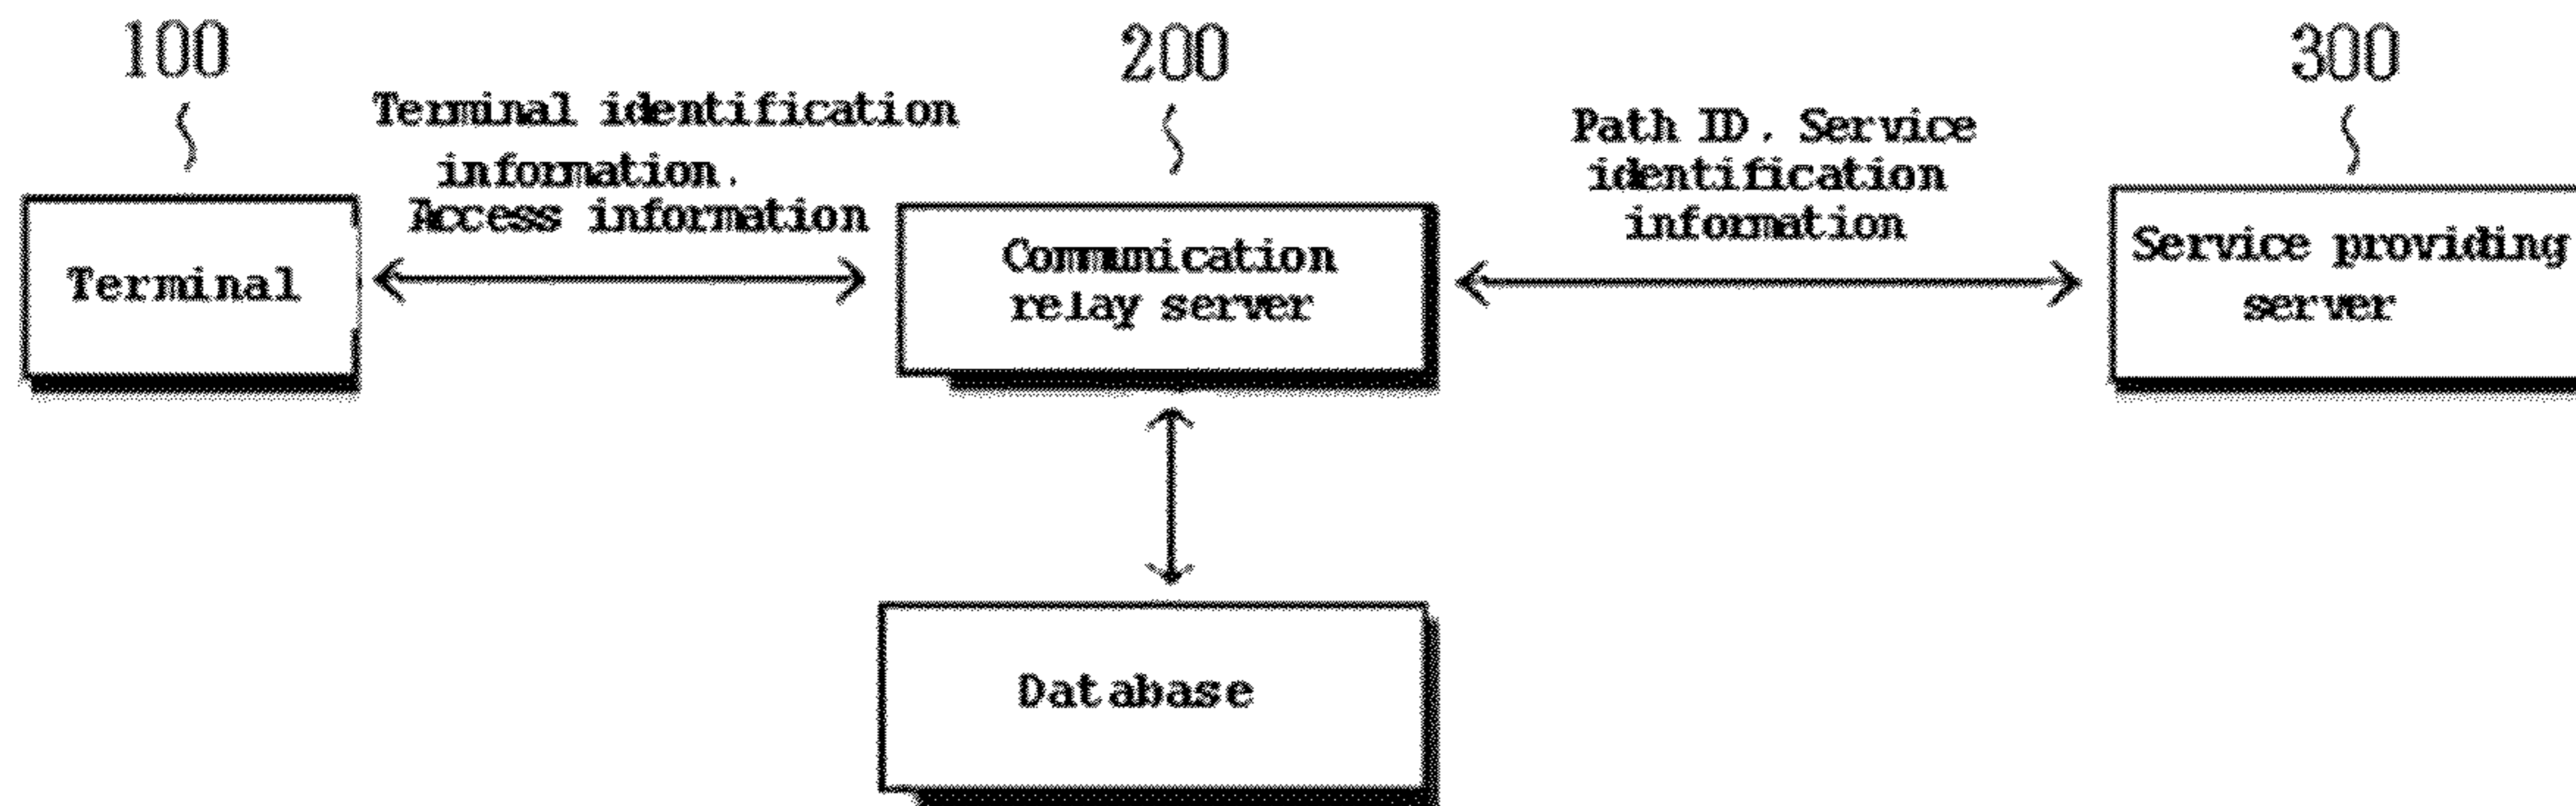 100
200
300
Terminal identification
information,
Access information
Path ID, Service
identification
information
Terminal
Communication
relay server
Service providing
server
Database